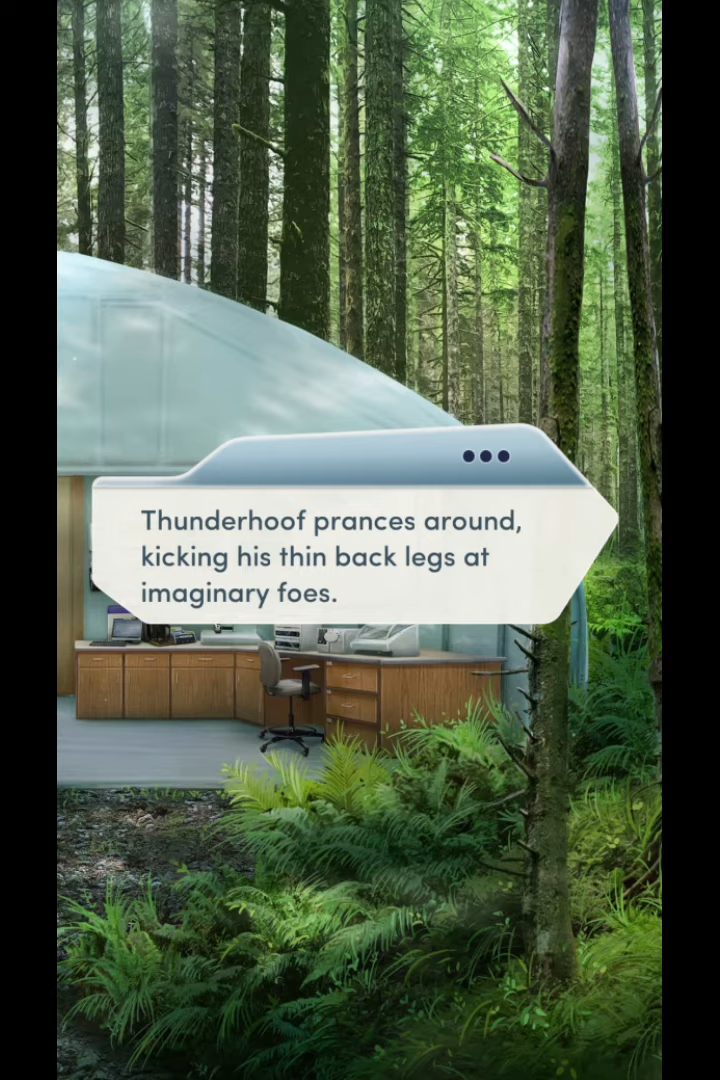 Thunderhoof prances around,
kicking his thin back legs at
imaginary foes.